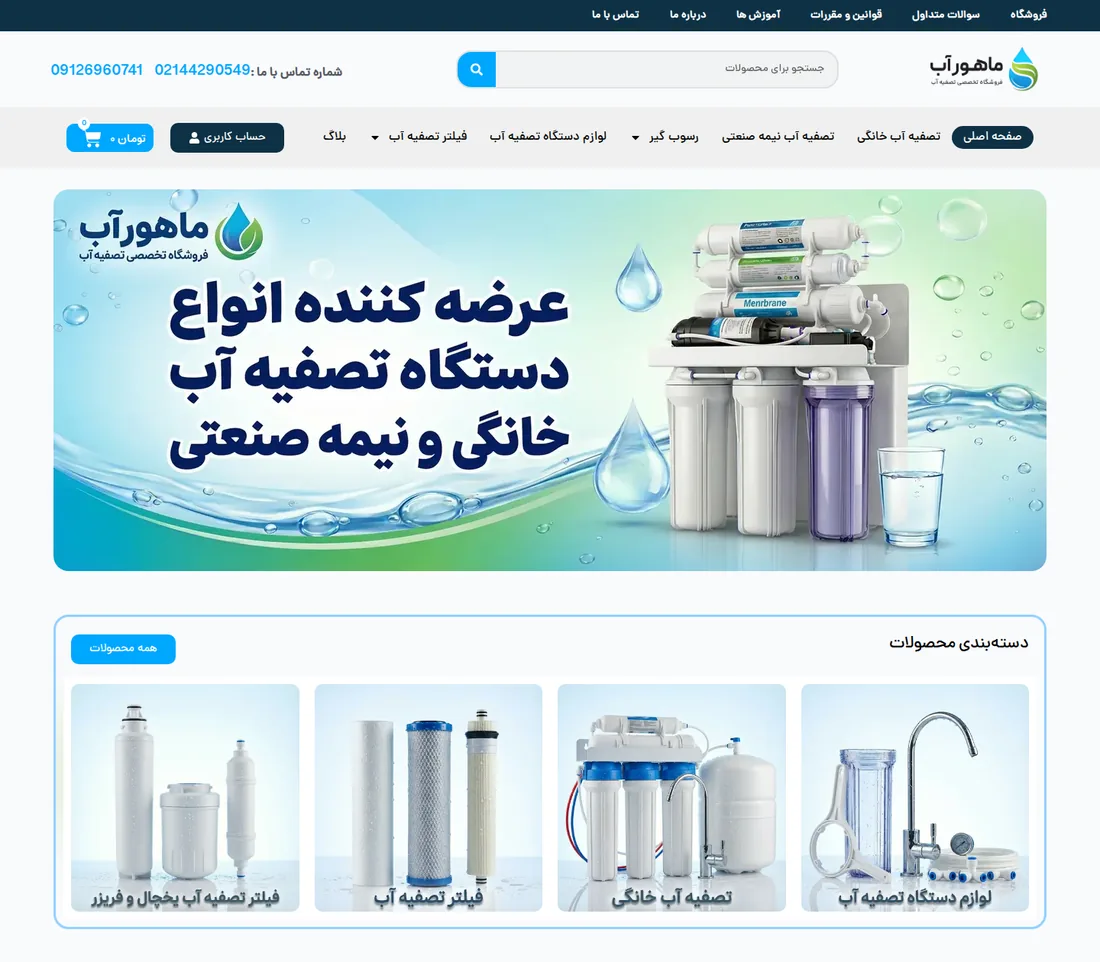 فروشگاه سوالات متداول قوانین و مقررات آموزش ها درباره ما تماس با ما
ماهورآب
فروشگاه تخصصی تصفیه آب
جستجو برای محصولات
شماره تماس با ما : 02144290549 09126960741
صفحه اصلی تصفیه آب خانگی تصفیه آب نیمه صنعتی رسوب گیر لوازم دستگاه تصفیه آب فیلتر تصفیه آب بلاگ
حساب کاربری
تومان ۰
0
ماهورآب
فروشگاه تخصصی تصفیه آب
عرضه کننده انواع
دستگاه تصفیه آب
خانگی و نیمه صنعتی
Menrbrane
دسته‌بندی محصولات
همه محصولات
لوازم دستگاه تصفیه آب
تصفیه آب خانگی
فیلتر تصفیه آب
فیلتر تصفیه آب یخچال و فریزر